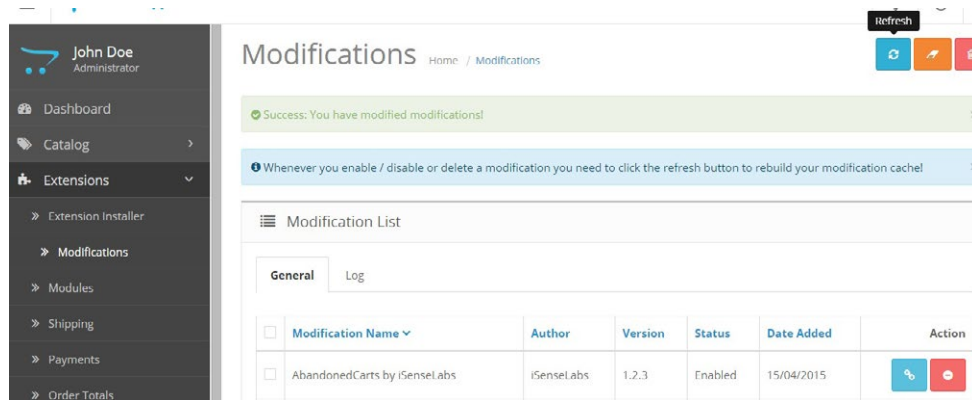 Refresh
John Doe
Administrator
Modifications Home / Modifications
Dashboard
Success: You have modified modifications!
Catalog
Whenever you enable / disable or delete a modification you need to click the refresh button to rebuild your modification cache!
Extensions
Extension Installer
Modification List
Modifications
General Log
Modules
Shipping
Modification Name Author Version Status Date Added Action
Payments
AbandonedCarts by iSenseLabs iSenseLabs 1.2.3 Enabled 15/04/2015
Order Totals